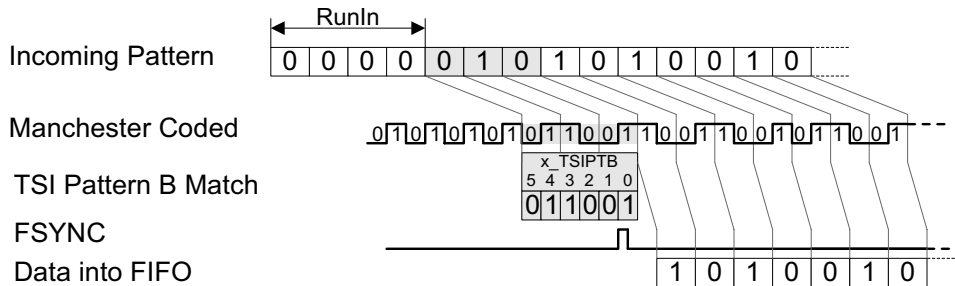 RunIn
Incoming Pattern 0 0 0 0 0 1 0 1 0 1 0 0 1 0
Manchester Coded 0 1 0 1 0 1 0 1 0 1 1 0 0 1 1 0 0 1 1 0 0 1 0 1 1 0 0 1
x_TSIPTB
TSI Pattern B Match 5 4 3 2 1 0
0 1 1 0 0 1
FSYNC
Data into FIFO 1 0 1 0 0 1 0